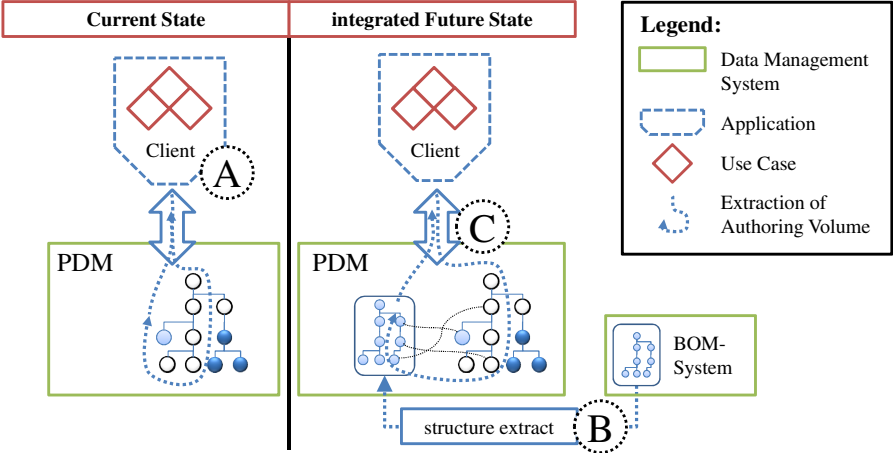 Current State
integrated Future State
Legend:
Data Management
System
Application
Use Case
Extraction of
Authoring Volume
Client
A
Client
C
PDM
PDM
BOM-
System
structure extract
B